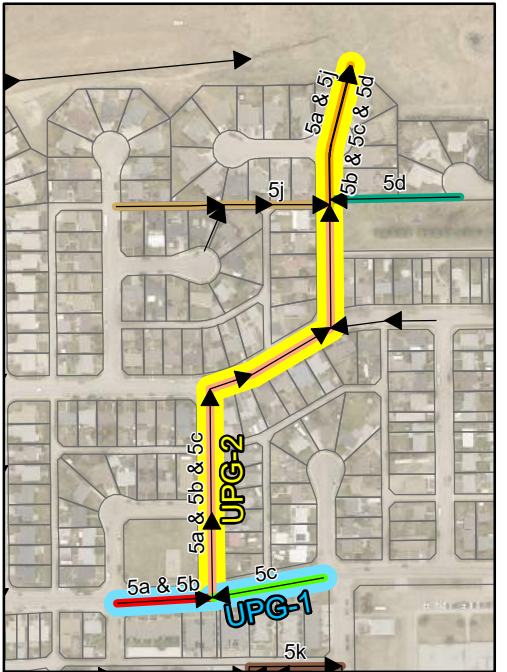 5a & 5j
5b & 5c & 5d
5j
5d
5a & 5b & 5c
UPG-2
5a & 5b
5c
UPG-1
5k